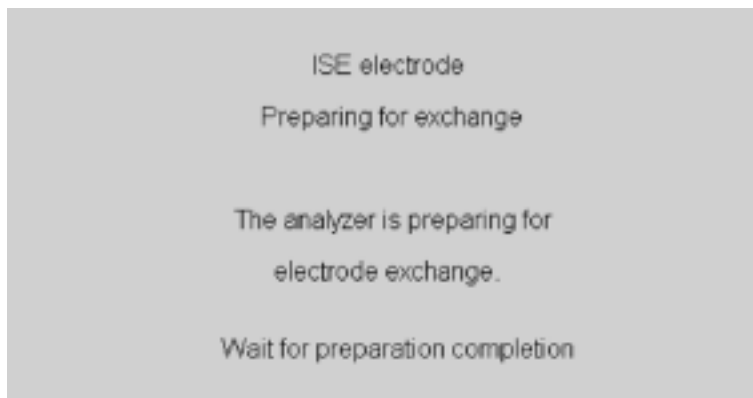 ISE electrode
Preparing for exchange
The analyzer is preparing for
electrode exchange.
Wait for preparation completion